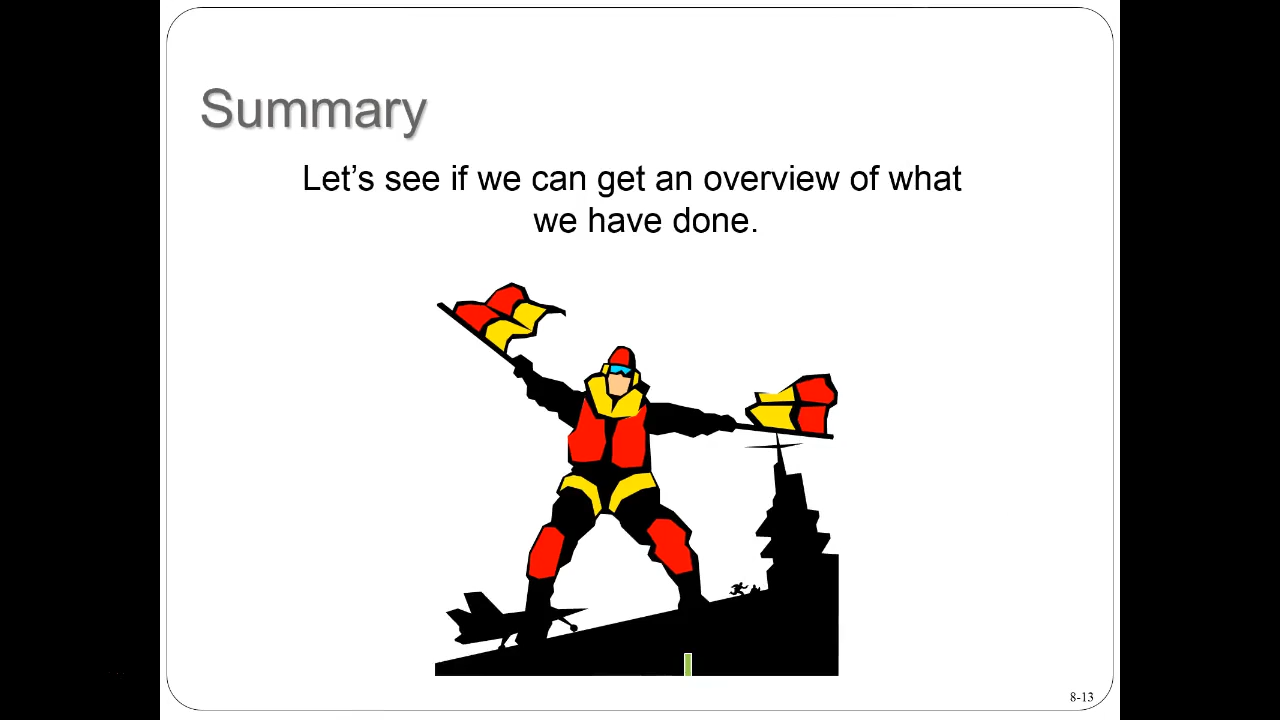 Summary
Let’s see if we can get an overview of what
we have done.
8-13